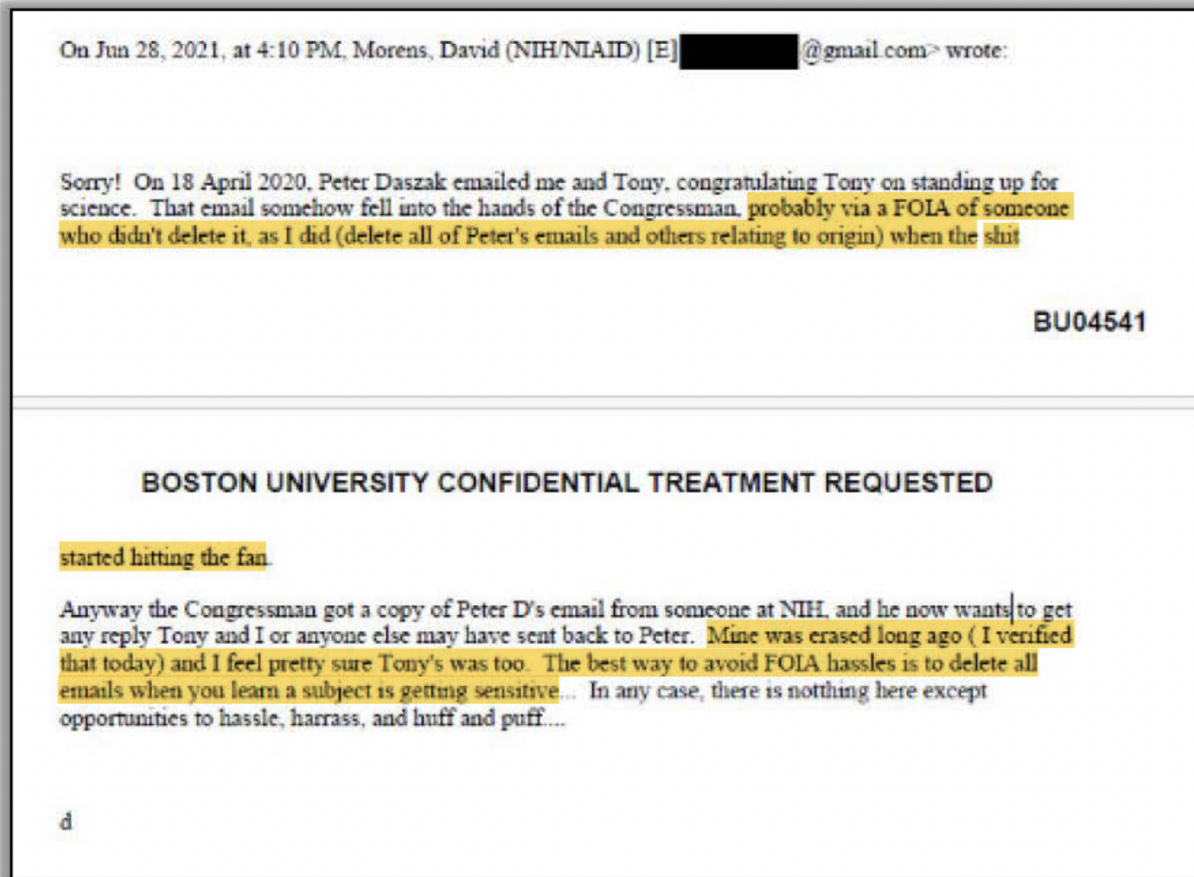 On Jun 28, 2021, at 4:10 PM, Morens, David (NIH/NIAID) [E] @gmail.com> wrote:
Sorry! On 18 April 2020, Peter Daszak emailed me and Tony, congratulating Tony on standing up for
science. That email somehow fell into the hands of the Congressman, probably via a FOIA of someone
who didn't delete it, as I did (delete all of Peter's emails and others relating to origin) when the shit
BU04541
BOSTON UNIVERSITY CONFIDENTIAL TREATMENT REQUESTED
started hitting the fan.
Anyway the Congressman got a copy of Peter D's email from someone at NIH, and he now wants to get
any reply Tony and I or anyone else may have sent back to Peter. Mine was erased long ago ( I verified
that today) and I feel pretty sure Tony's was too. The best way to avoid FOIA hassles is to delete all
emails when you learn a subject is getting sensitive... In any case, there is notthing here except
opportunities to hassle, harrass, and huff and puff....
d